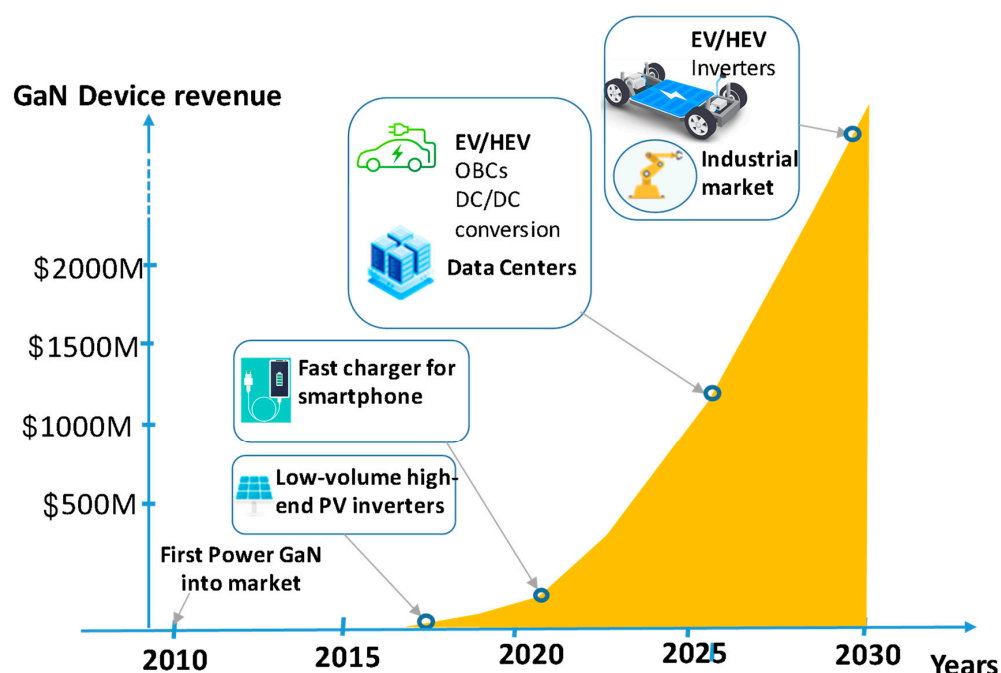 GaN Device revenue
$2000M
$1500M
$1000M
$500M
EV/HEV
Inverters
Industrial
market
EV/HEV
OBCs
DC/DC
conversion
Data Centers
Fast charger for
smartphone
Low-volume high-
end PV inverters
First Power GaN
into market
2010
2015
2020
2025
2030
Years